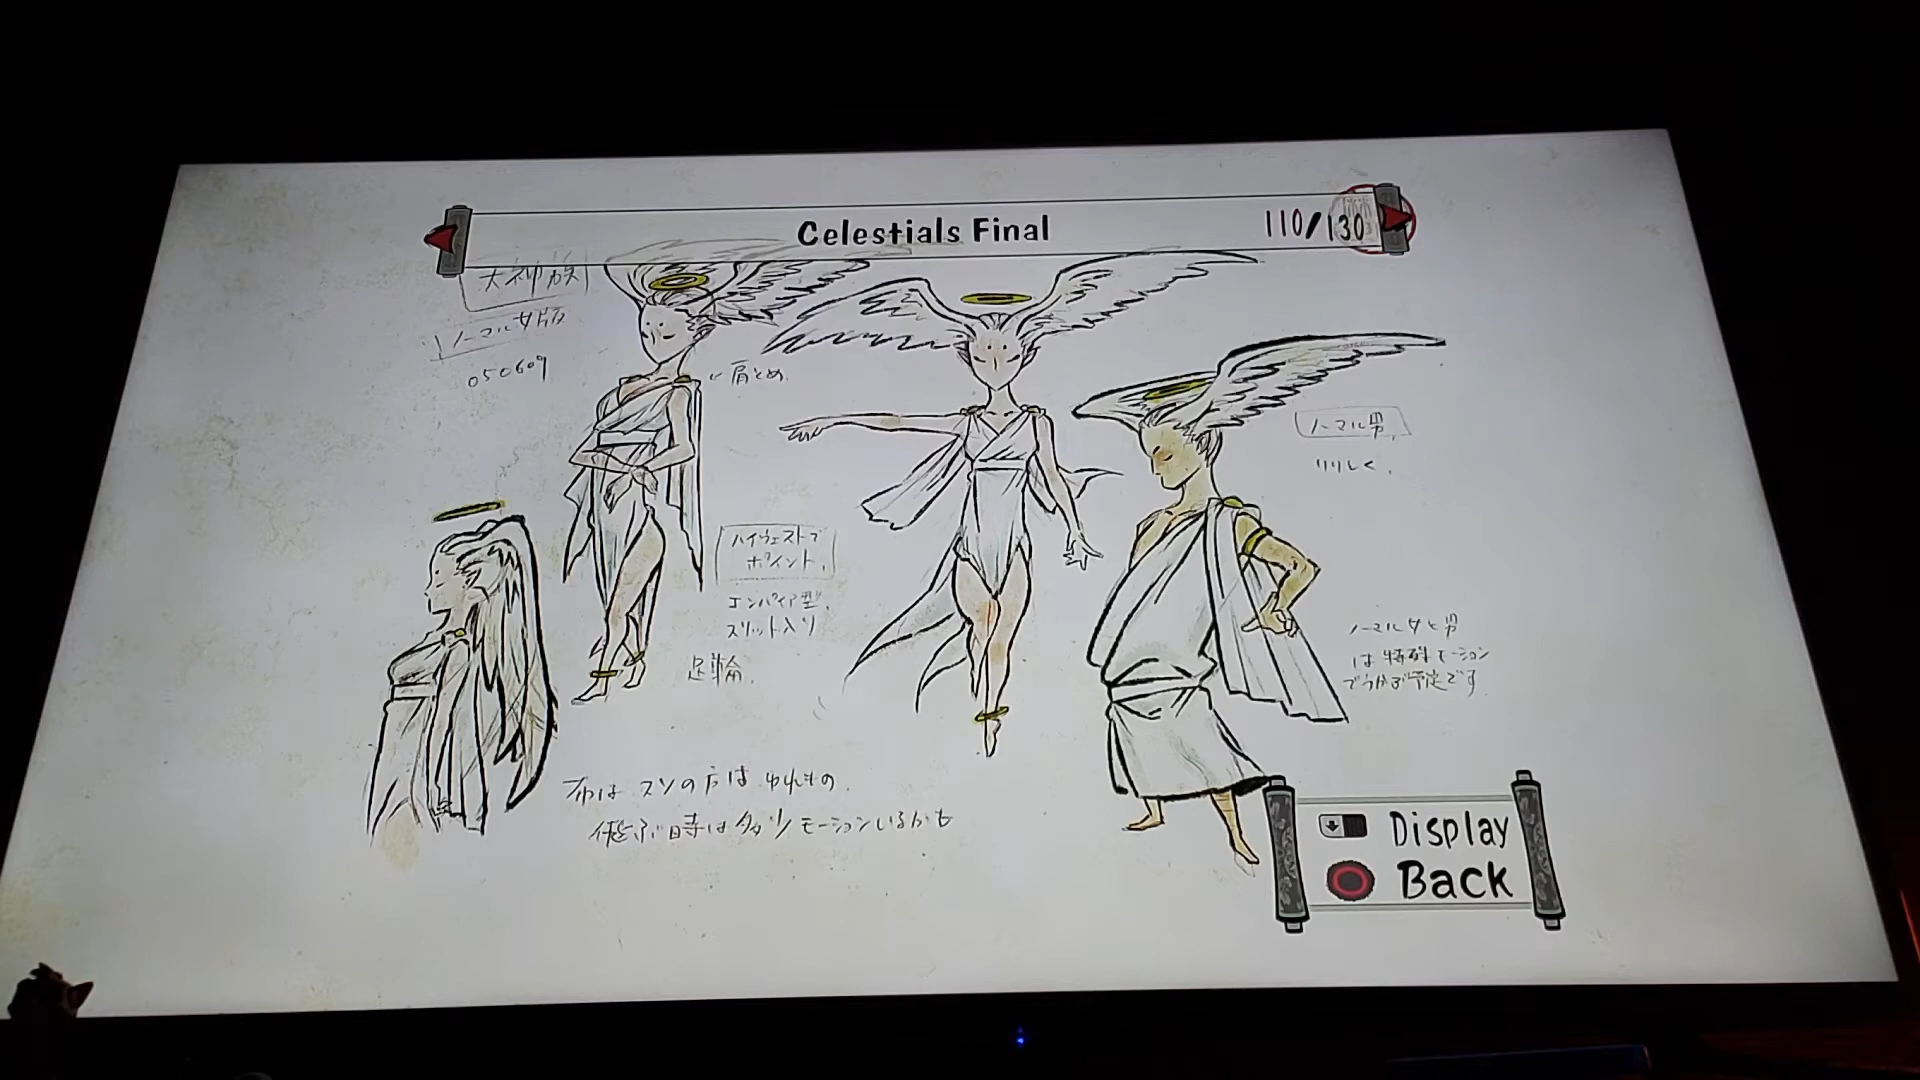 Celestials Final
110/130
天神族
ノーマル女版
050609
肩とめ
ノーマル男
りりしく.
ハイウェストで
ポイント.
エンパイア型.
スリット入り
足輪.
ノーマル女と男
は特殊モーション
でうかぶ予定です
布はスソの方はゆれもの.
飛ぶ時は多少モーションいるかも
Display
Back